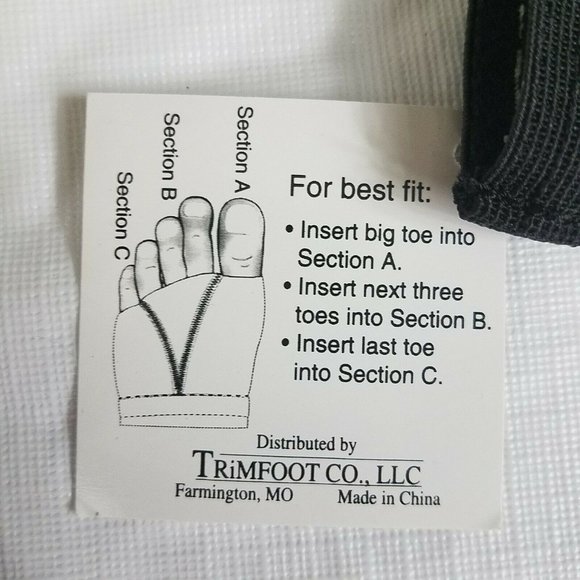 Section A
Section B
Section C
For best fit:
• Insert big toe into
Section A.
• Insert next three
toes into Section B.
• Insert last toe
into Section C.
Distributed by
TRiMFOOT CO., LLC
Farmington, MO Made in China